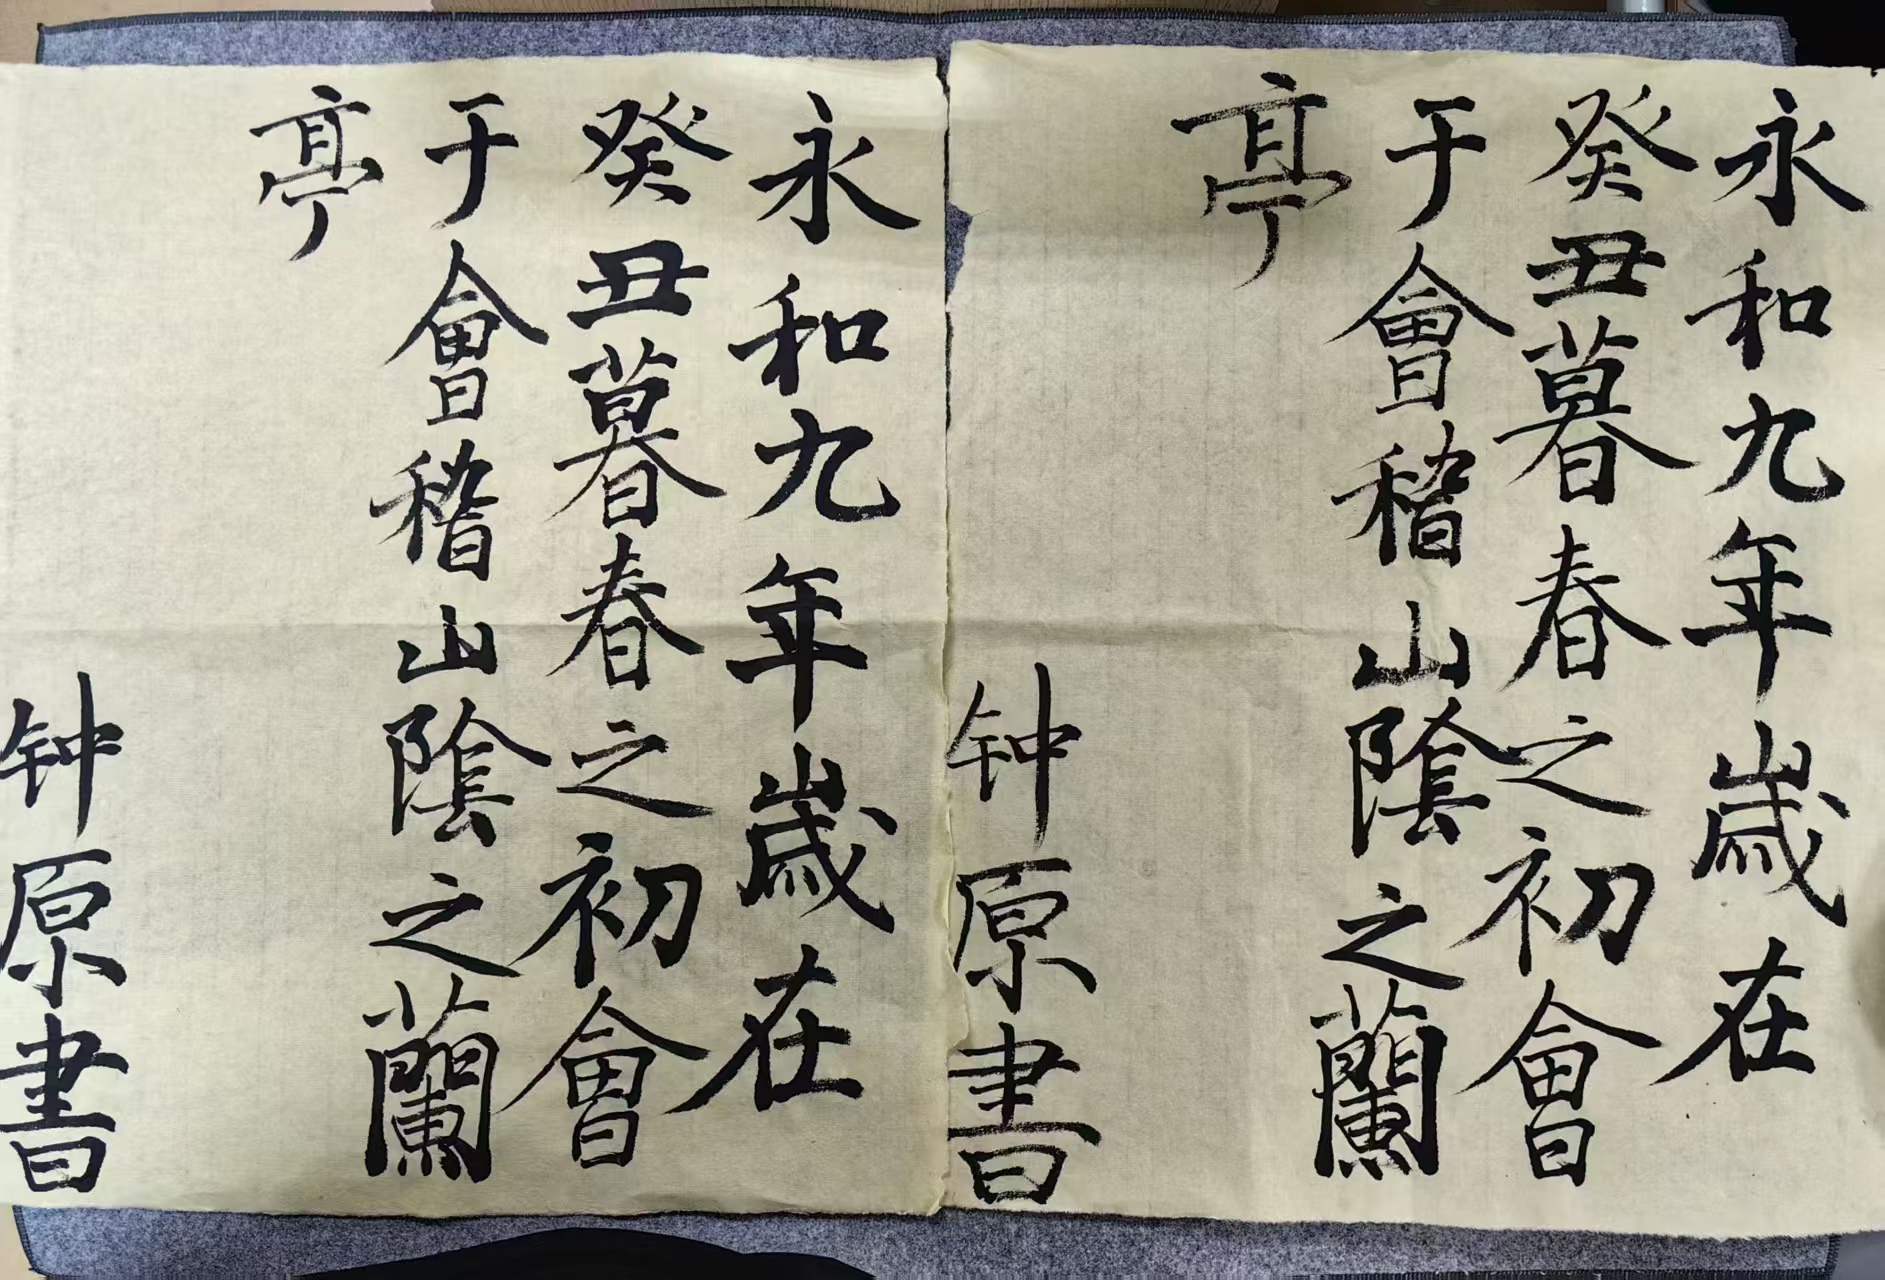 永和九年歲在
癸丑暮春之初會
于會稽山陰之蘭
亭
钟原書
永和九年歲在
癸丑暮春之初會
于會稽山陰之蘭
亭
钟原書